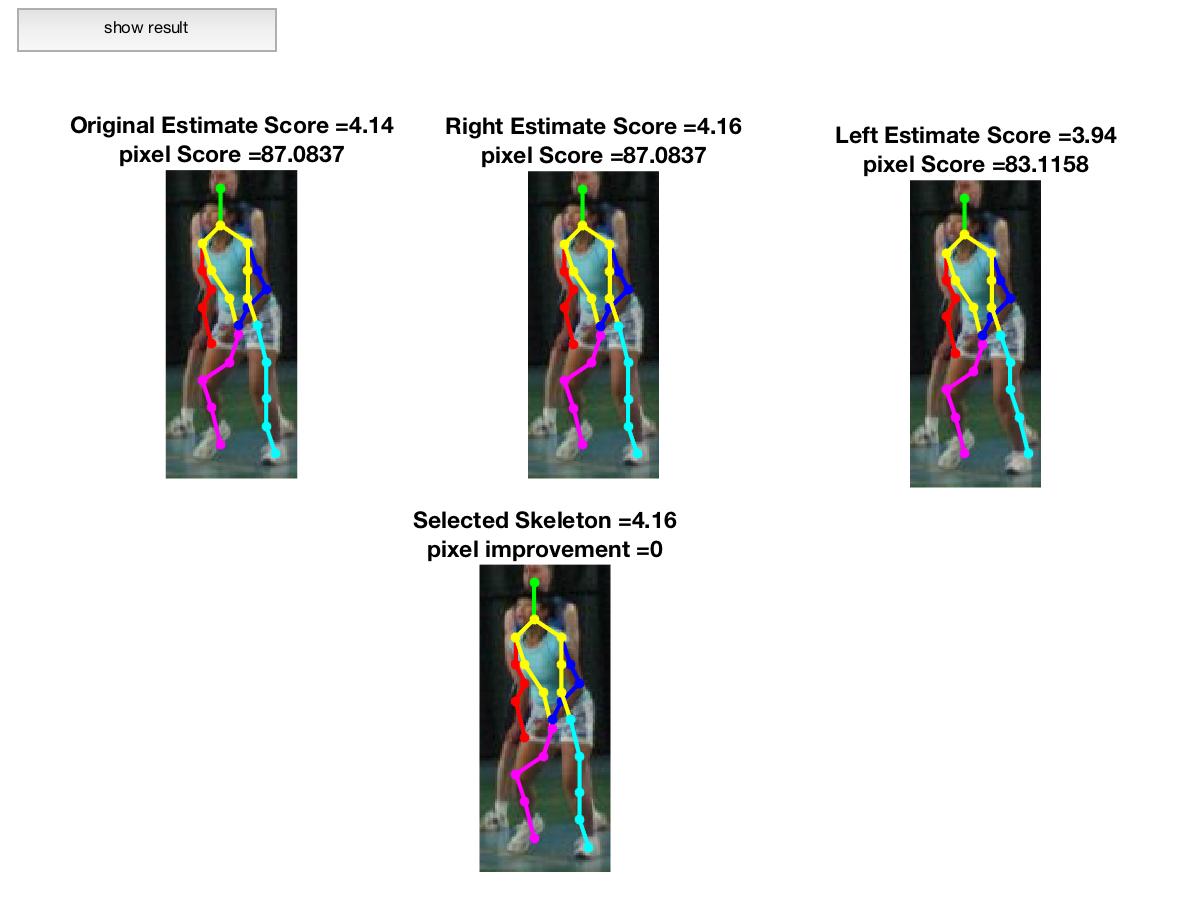 show result
Original Estimate Score =4.14
pixel Score =87.0837
Right Estimate Score =4.16
pixel Score =87.0837
Left Estimate Score =3.94
pixel Score =83.1158
Selected Skeleton =4.16
pixel improvement =0